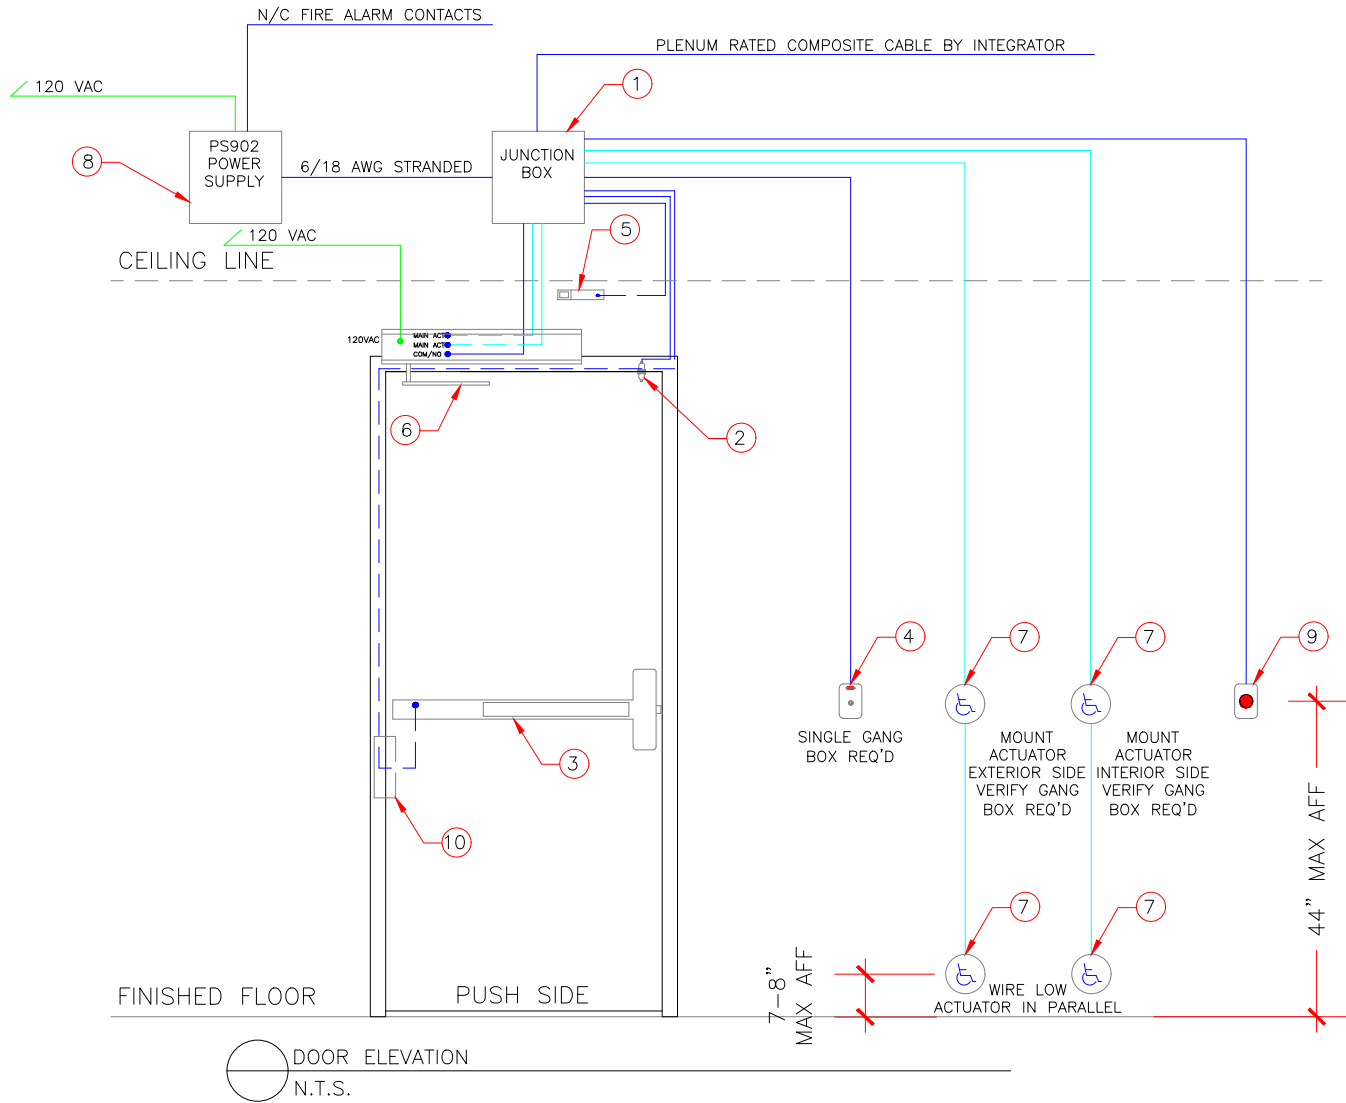 N/C FIRE ALARM CONTACTS
PLENUM RATED COMPOSITE CABLE BY INTEGRATOR
120 VAC
1
PS902
POWER
SUPPLY
8
6/18 AWG STRANDED
JUNCTION
BOX
120 VAC
5
CEILING LINE
120VAC
MAIN ACT
MAIN ACT
COM/NO
6
2
4
7
7
9
SINGLE GANG
BOX REQ'D
MOUNT
ACTUATOR
EXTERIOR SIDE
VERIFY GANG
BOX REQ'D
MOUNT
ACTUATOR
INTERIOR SIDE
VERIFY GANG
BOX REQ'D
3
10
44" MAX AFF
7
7
7-8"
MAX AFF
WIRE LOW
ACTUATOR IN PARALLEL
FINISHED FLOOR
PUSH SIDE
DOOR ELEVATION
N.T.S.